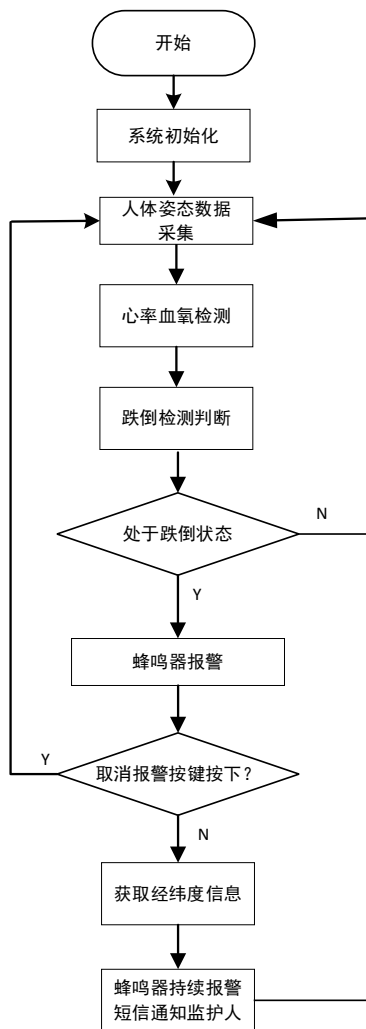 开始
系统初始化
人体姿态数据
采集
心率血氧检测
跌倒检测判断
处于跌倒状态
N
Y
蜂鸣器报警
Y
取消报警按键按下？
N
获取经纬度信息
蜂鸣器持续报警
短信通知监护人